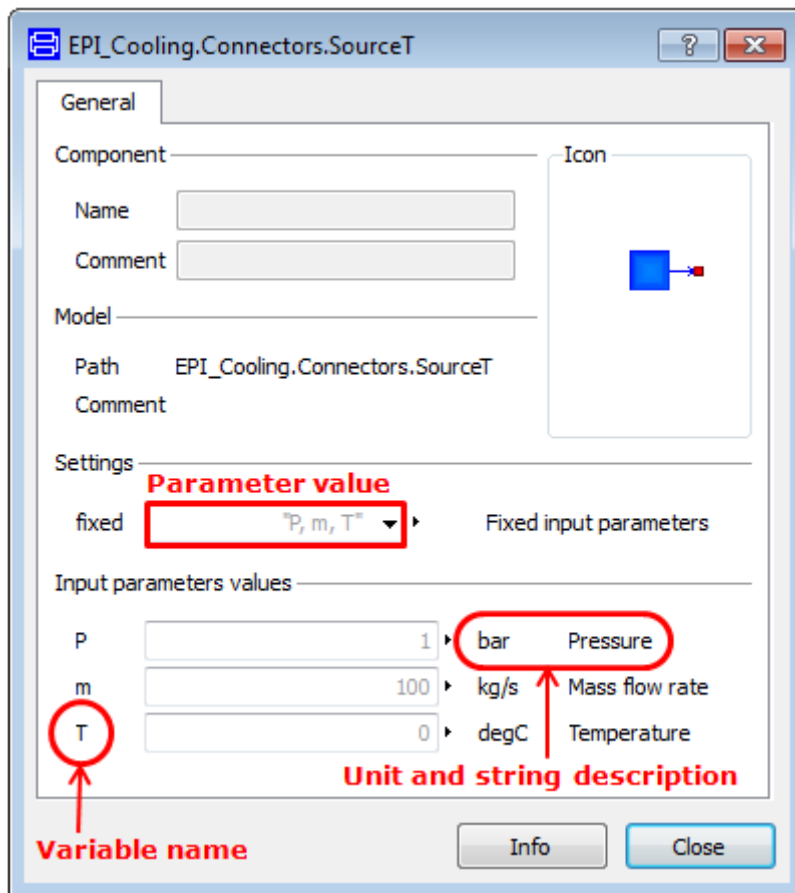 EPI_Cooling.Connectors.SourceT
?
General
Component
Icon
Name
Comment
Model
Path EPI_Cooling.Connectors.SourceT
Comment
Settings
Parameter value
fixed "P, m, T" Fixed input parameters
Input parameters values
P 1 bar Pressure
m 100 kg/s Mass flow rate
T 0 degC Temperature
Unit and string description
Variable name
Info Close